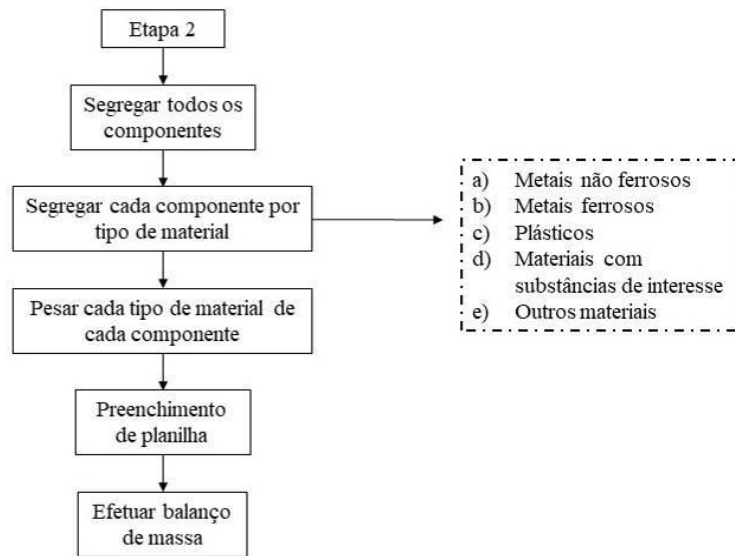 Etapa 2
Segregar todos os
componentes
Segregar cada componente por
tipo de material
a) Metais não ferrosos
b) Metais ferrosos
c) Plásticos
d) Materiais com
substâncias de interesse
e) Outros materiais
Pesar cada tipo de material de
cada componente
Preenchimento
de planilha
Efetuar balanço
de massa